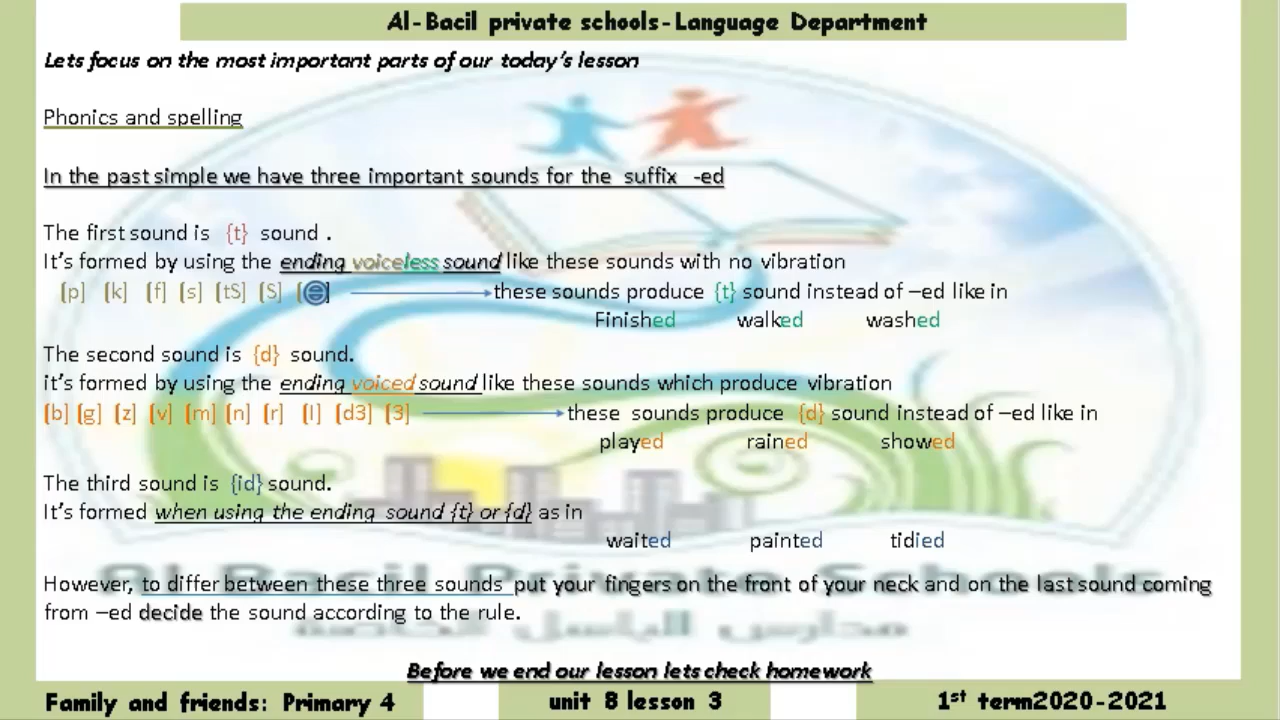 Al-Bacil private schools-Language Department
Lets focus on the most important parts of our today's lesson
Phonics and spelling
In the past simple we have three important sounds for the suffix -ed
The first sound is {t} sound .
It's formed by using the ending voiceless sound like these sounds with no vibration
[p] [k] [f] [s] [tS] [S] [Ө] these sounds produce {t} sound instead of –ed like in
Finished walked washed
The second sound is {d} sound.
it's formed by using the ending voiced sound like these sounds which produce vibration
[b] [g] [z] [v] [m] [n] [r] [l] [d3] [3] these sounds produce {d} sound instead of –ed like in
played rained showed
The third sound is {id} sound.
It's formed when using the ending sound {t} or {d} as in
waited painted tidied
However, to differ between these three sounds put your fingers on the front of your neck and on the last sound coming
from –ed decide the sound according to the rule.
Al Bacil Private Schools
مدارس الباسل الخاصة
Before we end our lesson lets check homework
Family and friends: Primary 4 unit 8 lesson 3 1st term2020-2021